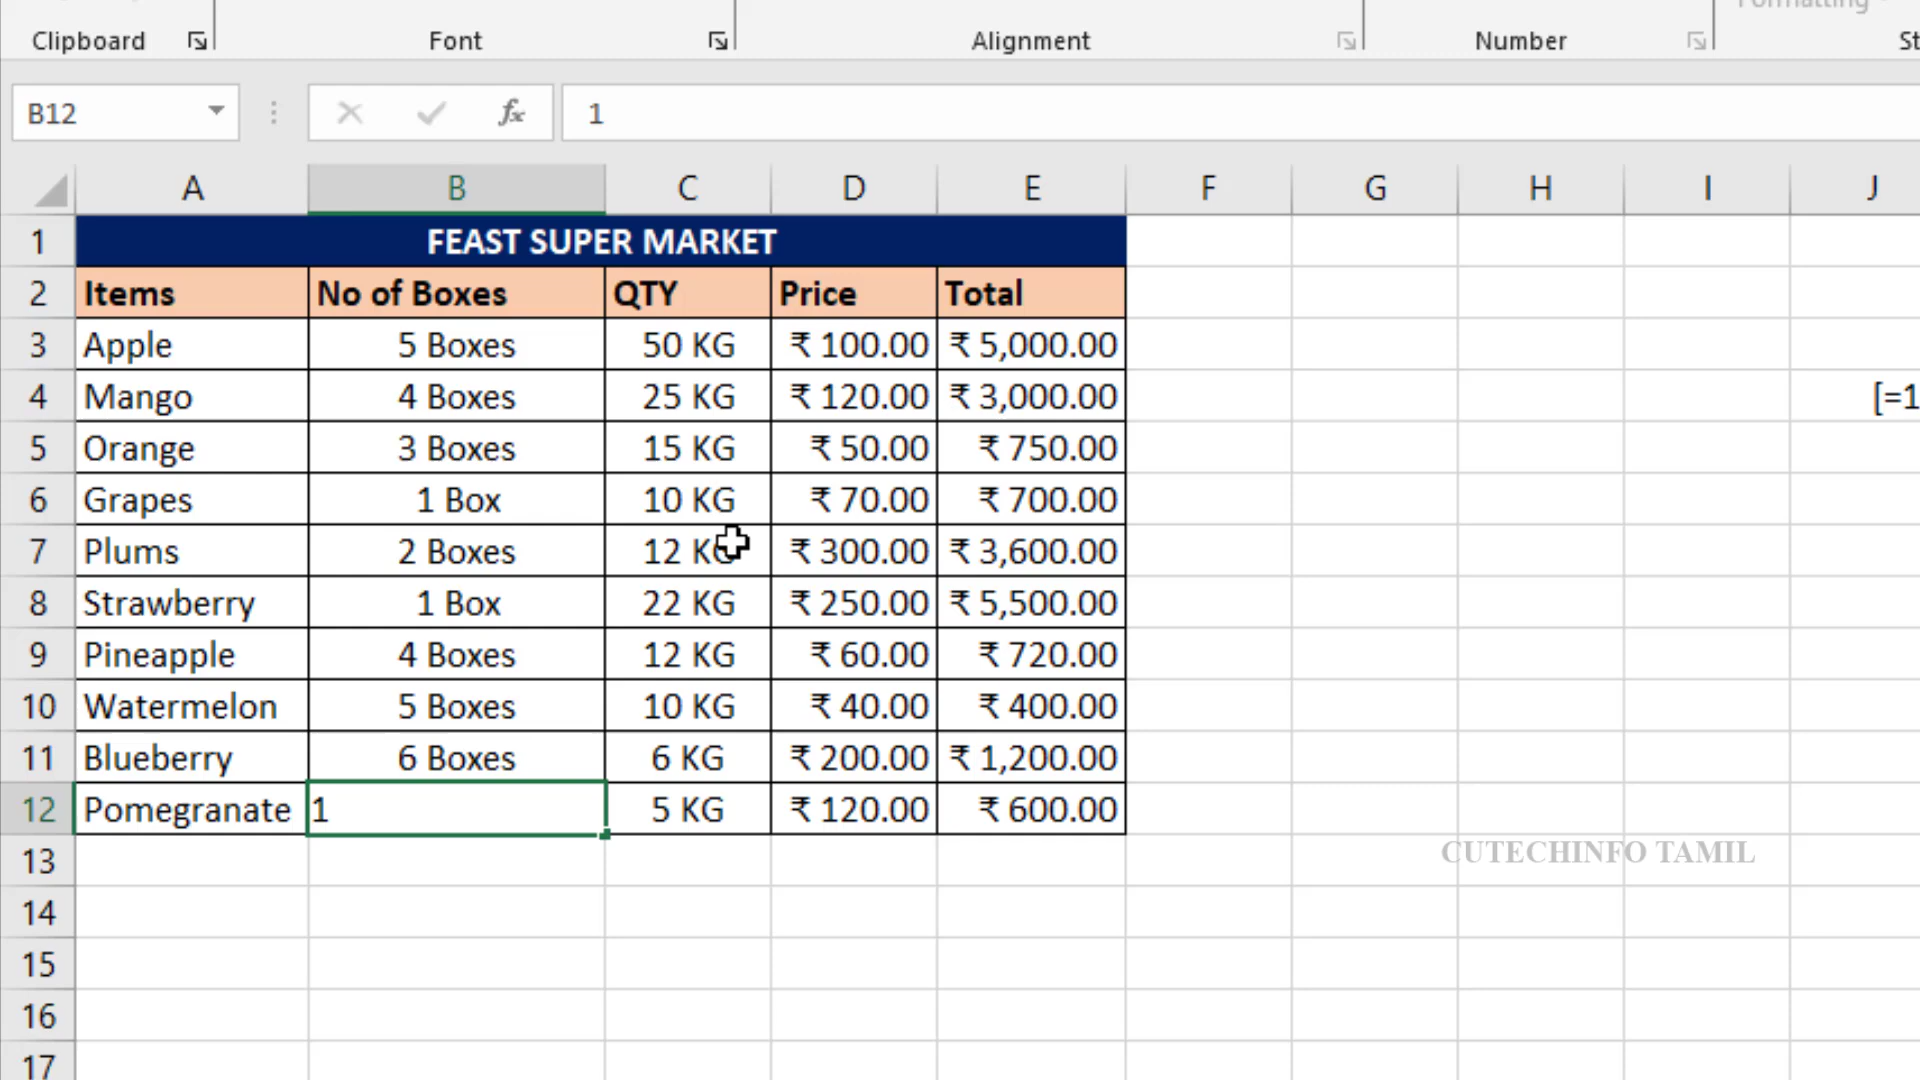 Clipboard Font Alignment Number
B12 fx 1
A B C D E F G H I J
1 FEAST SUPER MARKET
2 Items No of Boxes QTY Price Total
3 Apple 5 Boxes 50 KG ₹ 100.00 ₹ 5,000.00
4 Mango 4 Boxes 25 KG ₹ 120.00 ₹ 3,000.00 [=1
5 Orange 3 Boxes 15 KG ₹ 50.00 ₹ 750.00
6 Grapes 1 Box 10 KG ₹ 70.00 ₹ 700.00
7 Plums 2 Boxes 12 KG ₹ 300.00 ₹ 3,600.00
8 Strawberry 1 Box 22 KG ₹ 250.00 ₹ 5,500.00
9 Pineapple 4 Boxes 12 KG ₹ 60.00 ₹ 720.00
10 Watermelon 5 Boxes 10 KG ₹ 40.00 ₹ 400.00
11 Blueberry 6 Boxes 6 KG ₹ 200.00 ₹ 1,200.00
12 Pomegranate 1 5 KG ₹ 120.00 ₹ 600.00
13 CUTECHINFO TAMIL
14
15
16
17